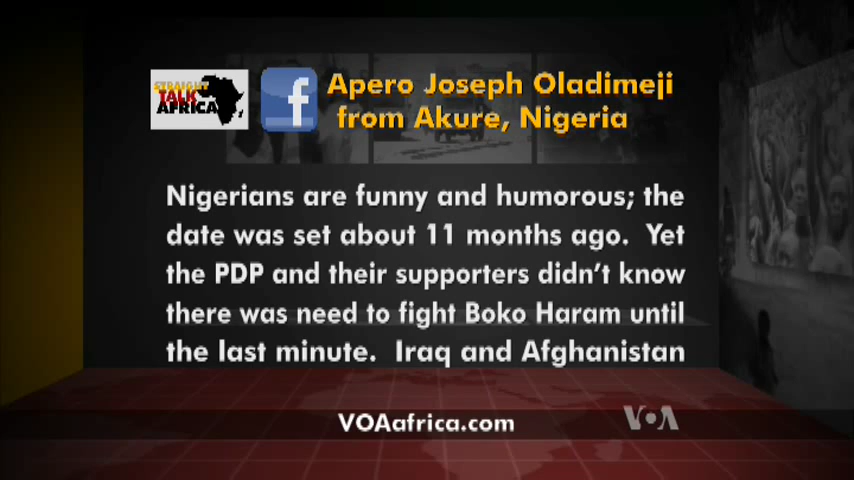 STRAIGHT
TALK
AFRICA
f
Apero Joseph Oladimeji
from Akure, Nigeria
Nigerians are funny and humorous; the
date was set about 11 months ago.  Yet
the PDP and their supporters didn't know
there was need to fight Boko Haram until
the last minute.  Iraq and Afghanistan
VOAafrica.com
VOA